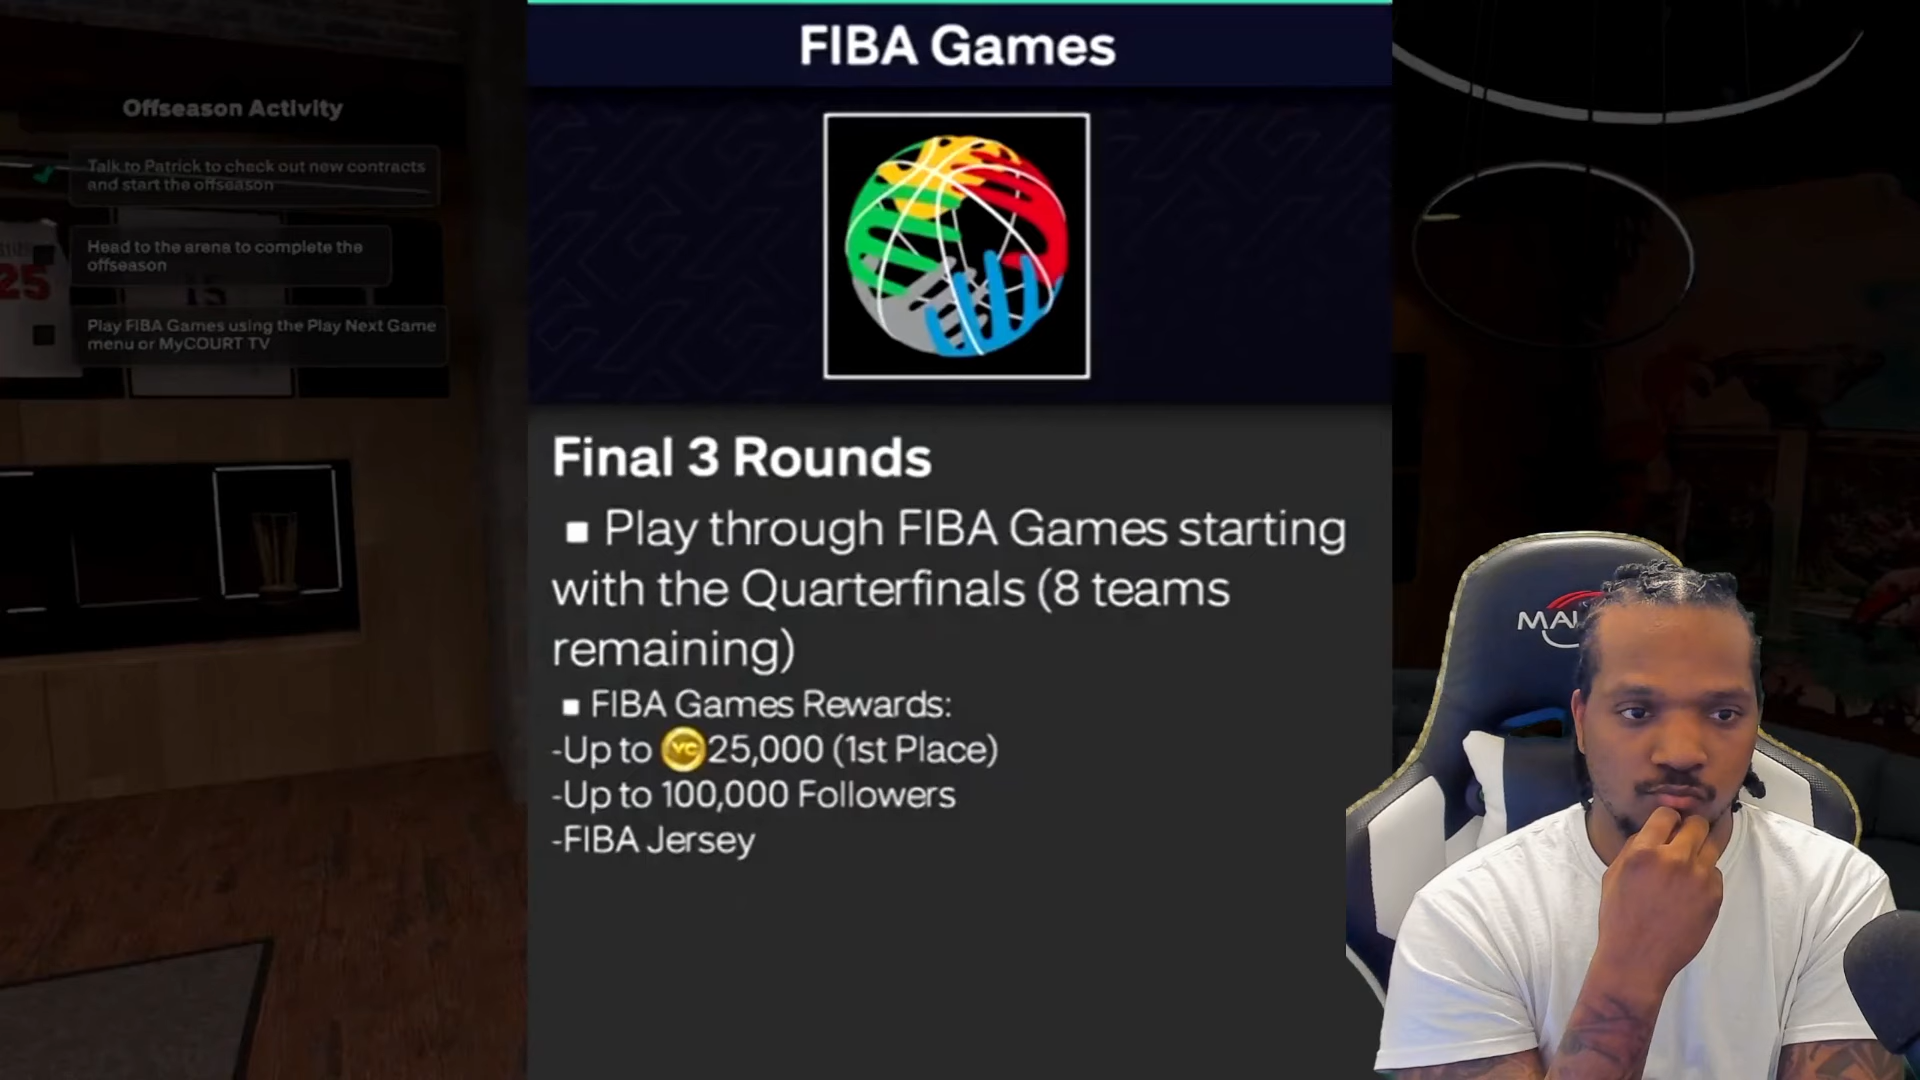 FIBA Games
Offseason Activity
Talk to Patrick to check out new contracts
and start the offseason
Head to the arena to complete the
offseason
25
15
Play FIBA Games using the Play Next Game
menu or MyCOURT TV
Final 3 Rounds
▪ Play through FIBA Games starting
with the Quarterfinals (8 teams
remaining)
▪ FIBA Games Rewards:
-Up to VC 25,000 (1st Place)
-Up to 100,000 Followers
-FIBA Jersey